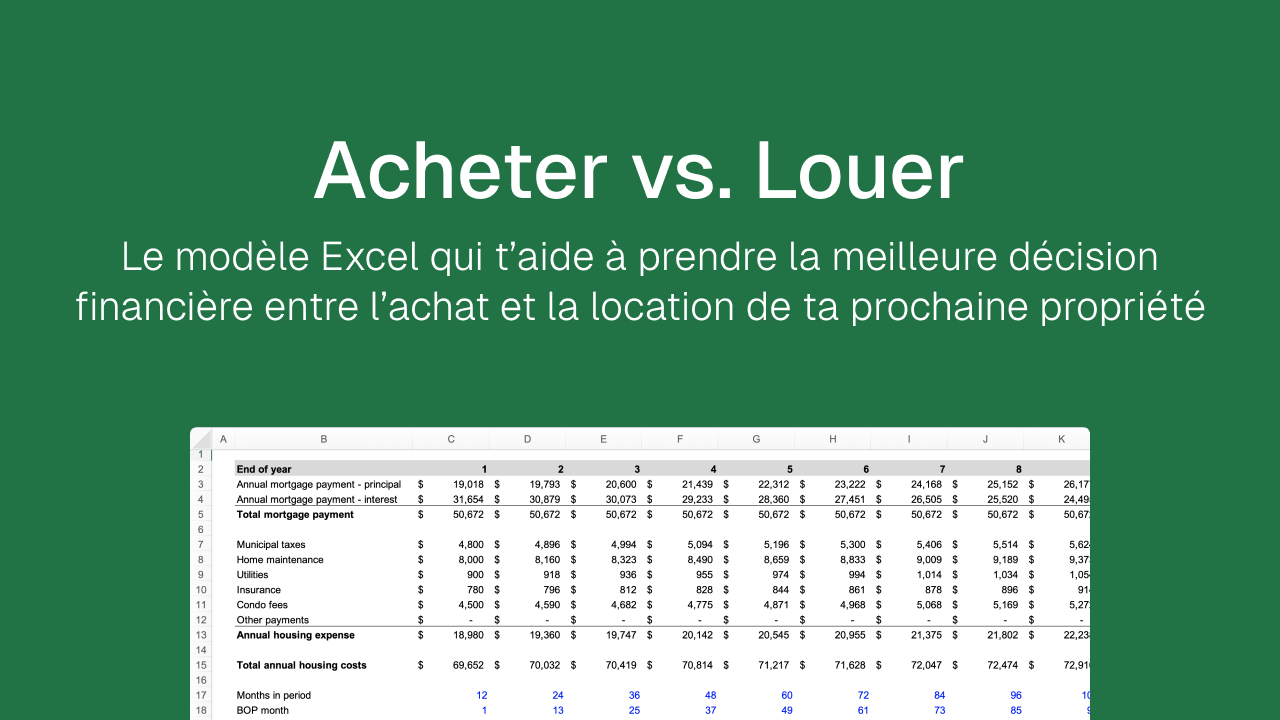 Acheter vs. Louer
Le modèle Excel qui t’aide à prendre la meilleure décision
financière entre l’achat et la location de ta prochaine propriété
A B C D E F G H I J K
1
2 End of year 1 2 3 4 5 6 7 8
3 Annual mortgage payment - principal $ 19,018 $ 19,793 $ 20,600 $ 21,439 $ 22,312 $ 23,222 $ 24,168 $ 25,152 $
4 Annual mortgage payment - interest $ 31,654 $ 30,879 $ 30,073 $ 29,233 $ 28,360 $ 27,451 $ 26,505 $ 25,520 $
5 Total mortgage payment $ 50,672 $ 50,672 $ 50,672 $ 50,672 $ 50,672 $ 50,672 $ 50,672 $ 50,672 $
6
7 Municipal taxes $ 4,800 $ 4,896 $ 4,994 $ 5,094 $ 5,196 $ 5,300 $ 5,406 $ 5,514 $
8 Home maintenance $ 8,000 $ 8,160 $ 8,323 $ 8,490 $ 8,659 $ 8,833 $ 9,009 $ 9,189 $
9 Utilities $ 900 $ 918 $ 936 $ 955 $ 974 $ 994 $ 1,014 $ 1,034 $
10 Insurance $ 780 $ 796 $ 812 $ 828 $ 844 $ 861 $ 878 $ 896 $
11 Condo fees $ 4,500 $ 4,590 $ 4,682 $ 4,775 $ 4,871 $ 4,968 $ 5,068 $ 5,169 $
12 Other payments $ - $ - $ - $ - $ - $ - $ - $ - $ -
13 Annual housing expense $ 18,980 $ 19,360 $ 19,747 $ 20,142 $ 20,545 $ 20,955 $ 21,375 $ 21,802 $
14
15 Total annual housing costs $ 69,652 $ 70,032 $ 70,419 $ 70,814 $ 71,217 $ 71,628 $ 72,047 $ 72,474 $
16
17 Months in period 12 24 36 48 60 72 84 96
18 BOP month 1 13 25 37 49 61 73 85